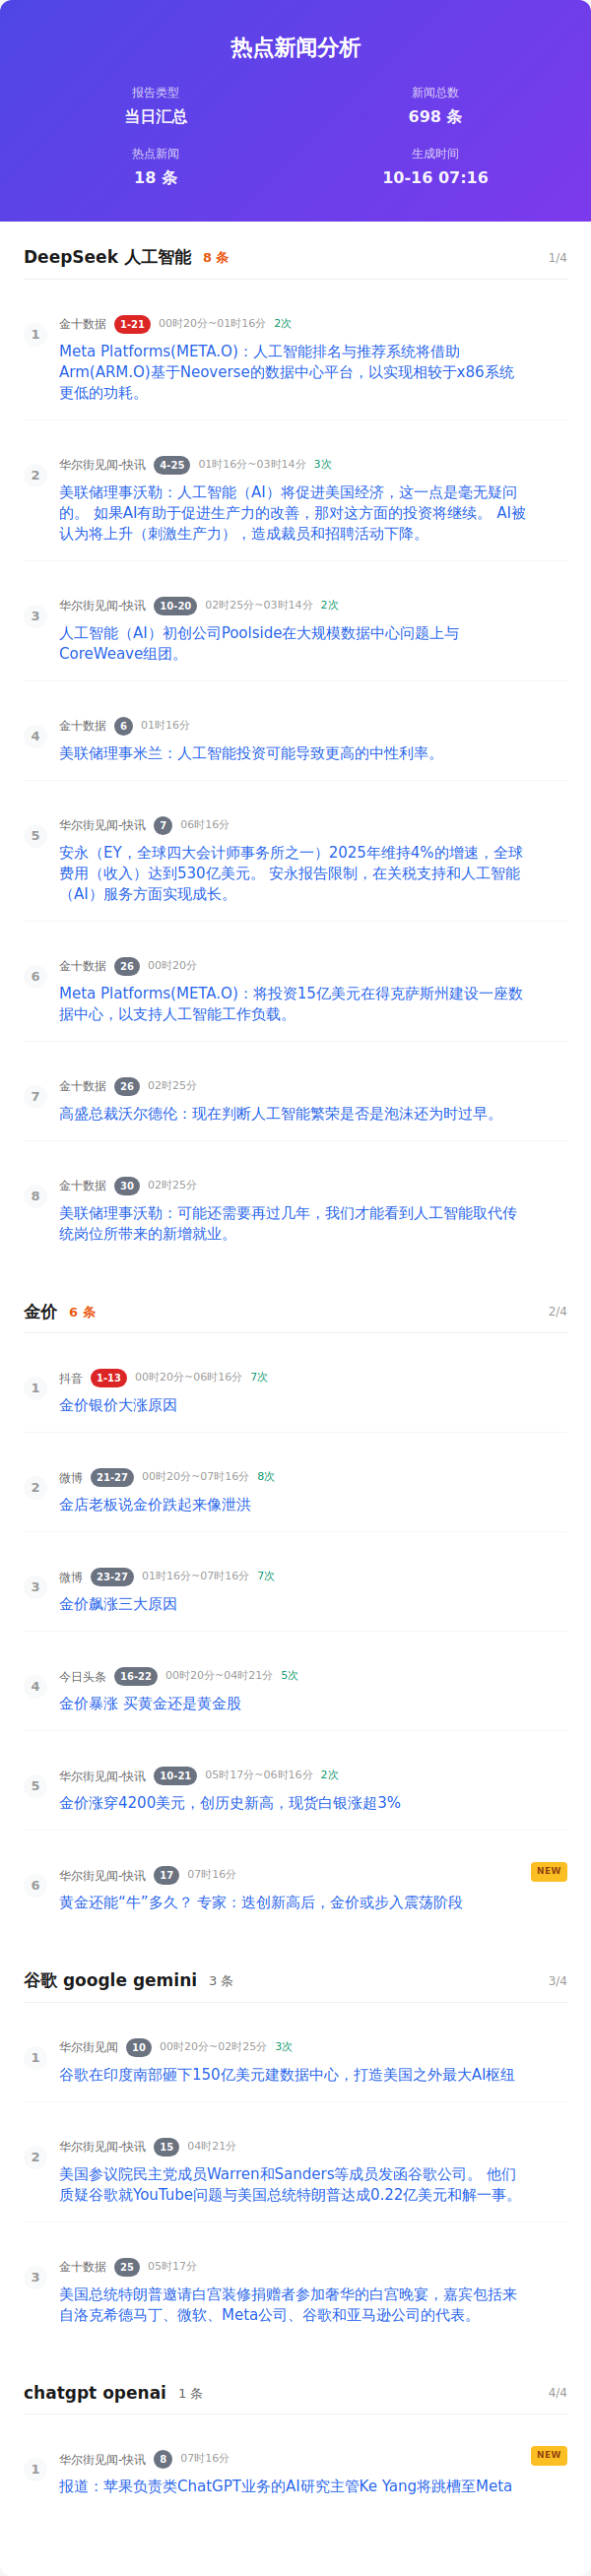 热点新闻分析
报告类型
当日汇总
新闻总数
698 条
热点新闻
18 条
生成时间
10-16 07:16
DeepSeek 人工智能 8 条 1/4
1
金十数据 1-21 00时20分~01时16分 2次
Meta Platforms(META.O)：人工智能排名与推荐系统将借助
Arm(ARM.O)基于Neoverse的数据中心平台，以实现相较于x86系统
更低的功耗。
2
华尔街见闻-快讯 4-25 01时16分~03时14分 3次
美联储理事沃勒：人工智能（AI）将促进美国经济，这一点是毫无疑问
的。 如果AI有助于促进生产力的改善，那对这方面的投资将继续。 AI被
认为将上升（刺激生产力），造成裁员和招聘活动下降。
3
华尔街见闻-快讯 10-20 02时25分~03时14分 2次
人工智能（AI）初创公司Poolside在大规模数据中心问题上与
CoreWeave组团。
4
金十数据 6 01时16分
美联储理事米兰：人工智能投资可能导致更高的中性利率。
5
华尔街见闻-快讯 7 06时16分
安永（EY，全球四大会计师事务所之一）2025年维持4%的增速，全球
费用（收入）达到530亿美元。 安永报告限制，在关税支持和人工智能
（AI）服务方面实现成长。
6
金十数据 26 00时20分
Meta Platforms(META.O)：将投资15亿美元在得克萨斯州建设一座数
据中心，以支持人工智能工作负载。
7
金十数据 26 02时25分
高盛总裁沃尔德伦：现在判断人工智能繁荣是否是泡沫还为时过早。
8
金十数据 30 02时25分
美联储理事沃勒：可能还需要再过几年，我们才能看到人工智能取代传
统岗位所带来的新增就业。
金价 6 条 2/4
1
抖音 1-13 00时20分~06时16分 7次
金价银价大涨原因
2
微博 21-27 00时20分~07时16分 8次
金店老板说金价跌起来像泄洪
3
微博 23-27 01时16分~07时16分 7次
金价飙涨三大原因
4
今日头条 16-22 00时20分~04时21分 5次
金价暴涨 买黄金还是黄金股
5
华尔街见闻-快讯 10-21 05时17分~06时16分 2次
金价涨穿4200美元，创历史新高，现货白银涨超3%
6
华尔街见闻-快讯 17 07时16分 NEW
黄金还能“牛”多久？ 专家：迭创新高后，金价或步入震荡阶段
谷歌 google gemini 3 条 3/4
1
华尔街见闻 10 00时20分~02时25分 3次
谷歌在印度南部砸下150亿美元建数据中心，打造美国之外最大AI枢纽
2
华尔街见闻-快讯 15 04时21分
美国参议院民主党成员Warren和Sanders等成员发函谷歌公司。 他们
质疑谷歌就YouTube问题与美国总统特朗普达成0.22亿美元和解一事。
3
金十数据 25 05时17分
美国总统特朗普邀请白宫装修捐赠者参加奢华的白宫晚宴，嘉宾包括来
自洛克希德马丁、微软、Meta公司、谷歌和亚马逊公司的代表。
chatgpt openai 1 条 4/4
1
华尔街见闻-快讯 8 07时16分 NEW
报道：苹果负责类ChatGPT业务的AI研究主管Ke Yang将跳槽至Meta